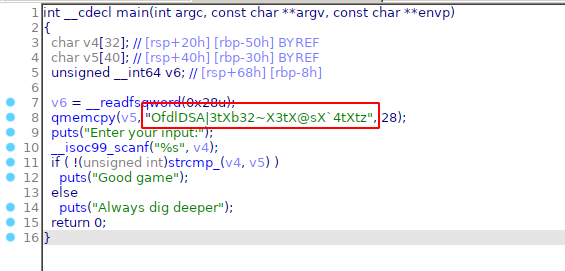 1 int __cdecl main(int argc, const char **argv, const char **envp)
2 {
3 char v4[32]; // [rsp+20h] [rbp-50h] BYREF
4 char v5[40]; // [rsp+40h] [rbp-30h] BYREF
5 unsigned __int64 v6; // [rsp+68h] [rbp-8h]
6
7 v6 = __readfsqword(0x28u);
8 qmemcpy(v5, "OfdlDSA|3tXb32~X3tX@sX`4tXtz", 28);
9 puts("Enter your input:");
10 __isoc99_scanf("%s", v4);
11 if ( !(unsigned int)strcmp_(v4, v5) )
12 puts("Good game");
13 else
14 puts("Always dig deeper");
15 return 0;
16 }